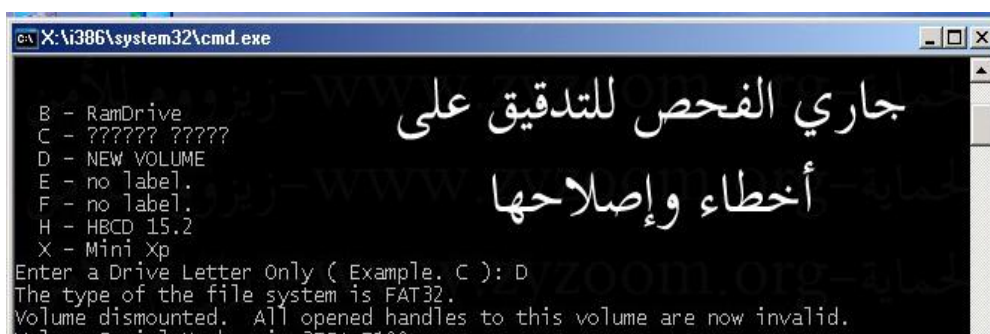 X:\i386\system32\cmd.exe
جاري الفحص للتدقيق على
أخطاء وإصلاحها
B - RamDrive
C - ?????? ?????
D - NEW VOLUME
E - no label.
F - no label.
H - HBCD 15.2
X - Mini Xp
Enter a Drive Letter Only ( Example. C ): D
The type of the file system is FAT32.
Volume dismounted.  All opened handles to this volume are now invalid.